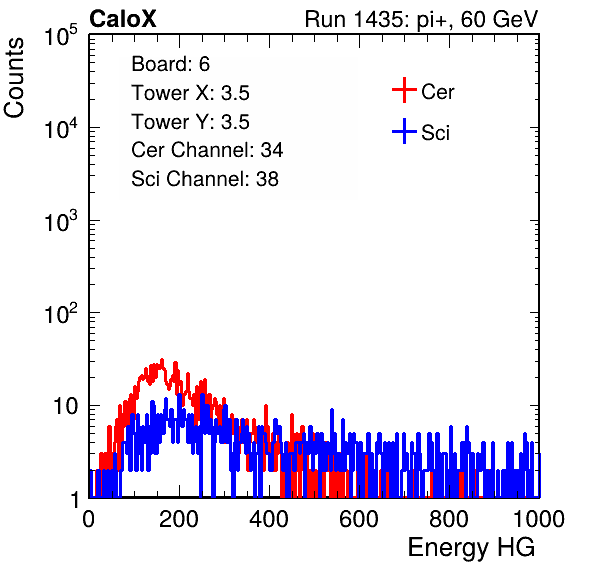 CaloX Run 1435: pi+, 60 GeV
Counts
Board: 6
Tower X: 3.5
Tower Y: 3.5
Cer Channel: 34
Sci Channel: 38
Cer
Sci
10^5
10^4
10^3
10^2
10
1
0 200 400 600 800 1000
Energy HG